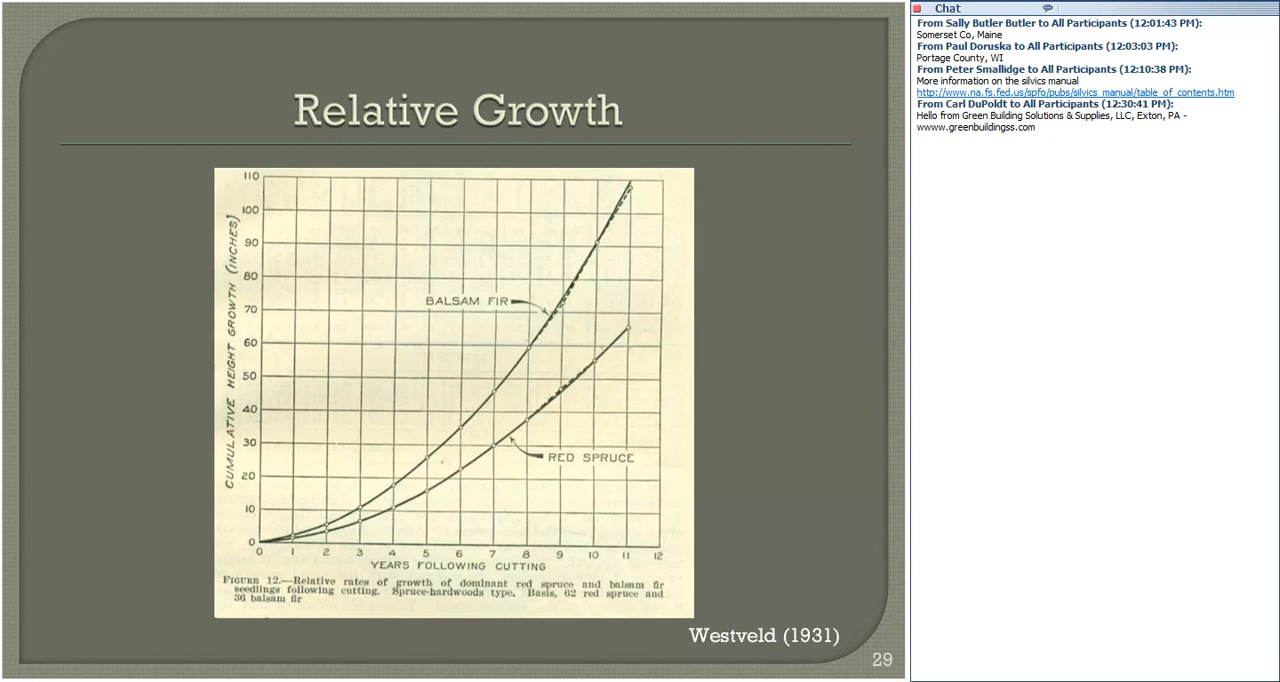 Relative Growth
110
100
90
80
70
60
50
40
30
20
10
0
CUMULATIVE HEIGHT GROWTH (INCHES)
BALSAM FIR
RED SPRUCE
0 1 2 3 4 5 6 7 8 9 10 11 12
YEARS FOLLOWING CUTTING
FIGURE 12.—Relative rates of growth of dominant red spruce and balsam fir
seedlings following cutting. Spruce-hardwoods type. Basis, 62 red spruce and
36 balsam fir
Westveld (1931)
29
Chat
From Sally Butler Butler to All Participants (12:01:43 PM):
Somerset Co, Maine
From Paul Doruska to All Participants (12:03:03 PM):
Portage County, WI
From Peter Smallidge to All Participants (12:10:38 PM):
More information on the silvics manual
http://www.na.fs.fed.us/spfo/pubs/silvics_manual/table_of_contents.htm
From Carl DuPoldt to All Participants (12:30:41 PM):
Hello from Green Building Solutions & Supplies, LLC, Exton, PA -
wwww.greenbuildingss.com